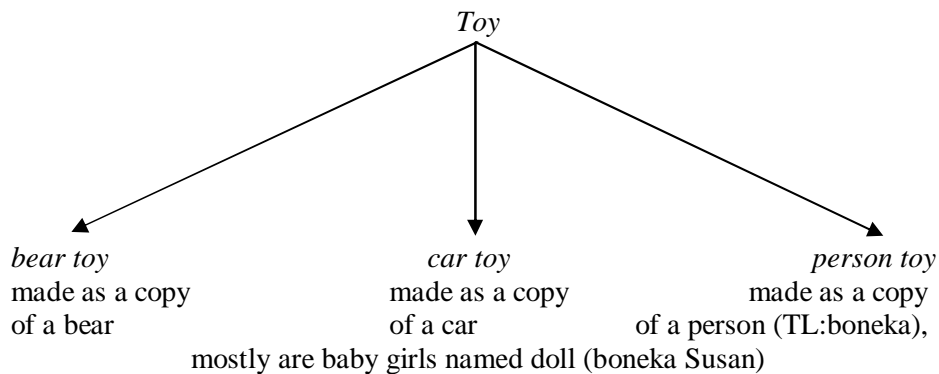 Toy
bear toy car toy person toy
made as a copy made as a copy made as a copy
of a bear of a car of a person (TL:boneka),
mostly are baby girls named doll (boneka Susan)